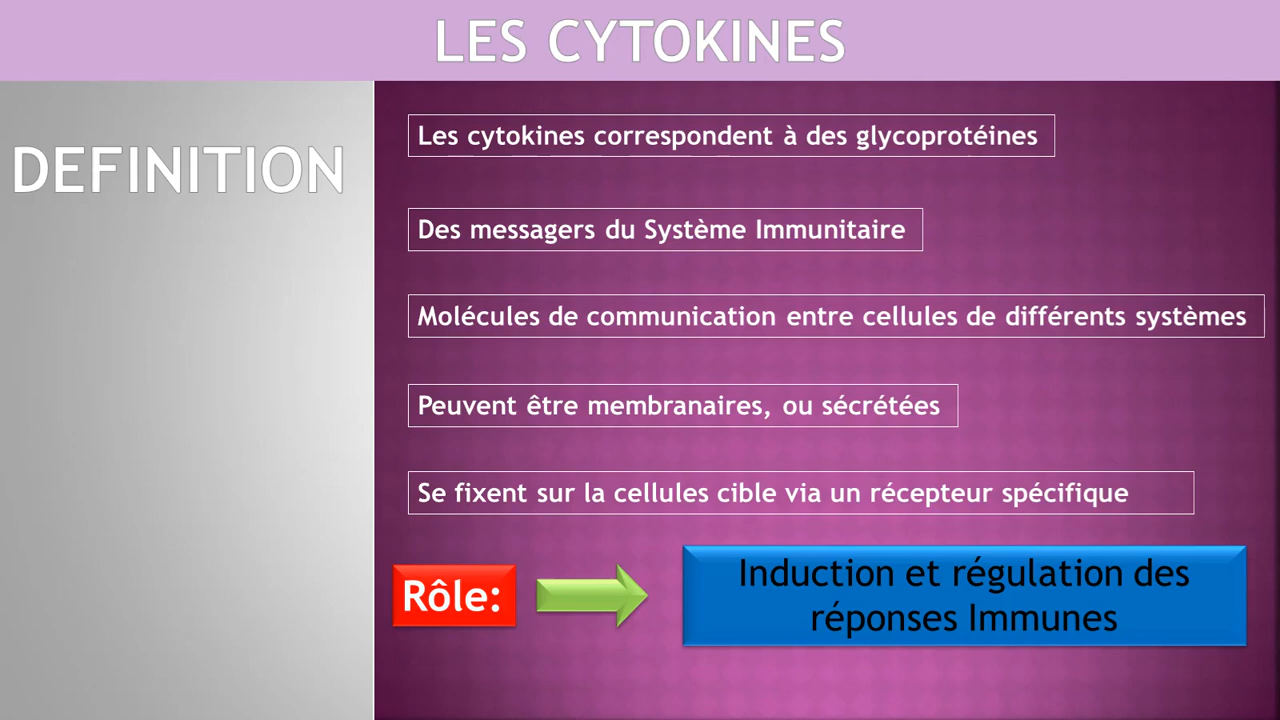 LES CYTOKINES
DEFINITION
Les cytokines correspondent à des glycoprotéines
Des messagers du Système Immunitaire
Molécules de communication entre cellules de différents systèmes
Peuvent être membranaires, ou sécrétées
Se fixent sur la cellules cible via un récepteur spécifique
Rôle:
Induction et régulation des
réponses Immunes